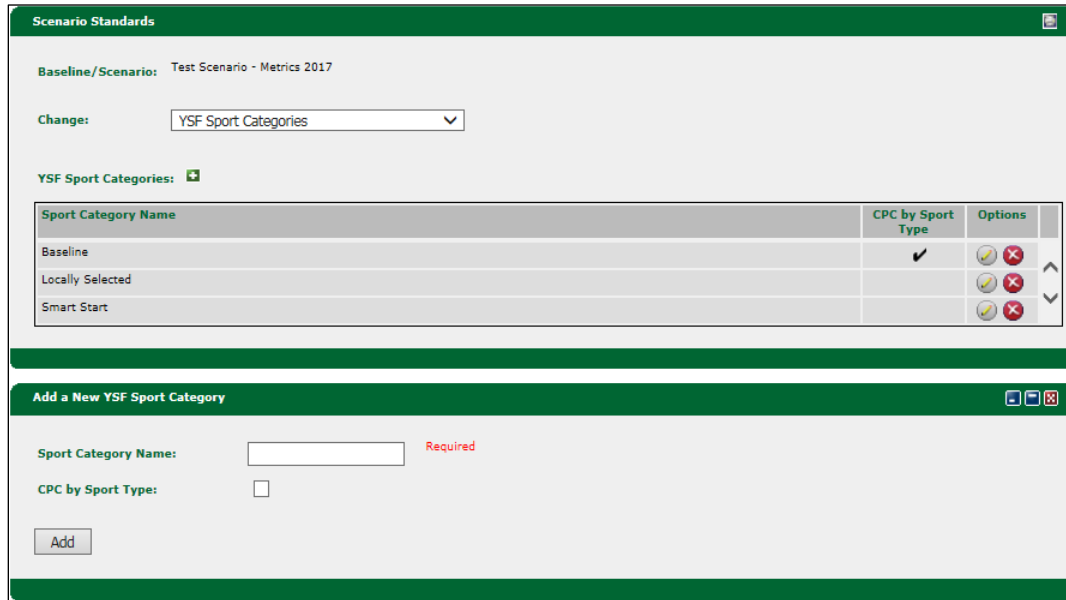 Scenario Standards
Baseline/Scenario: Test Scenario - Metrics 2017
Change: YSF Sport Categories
YSF Sport Categories:
Sport Category Name CPC by Sport Type Options
Baseline
Locally Selected
Smart Start
Add a New YSF Sport Category
Sport Category Name: Required
CPC by Sport Type:
Add